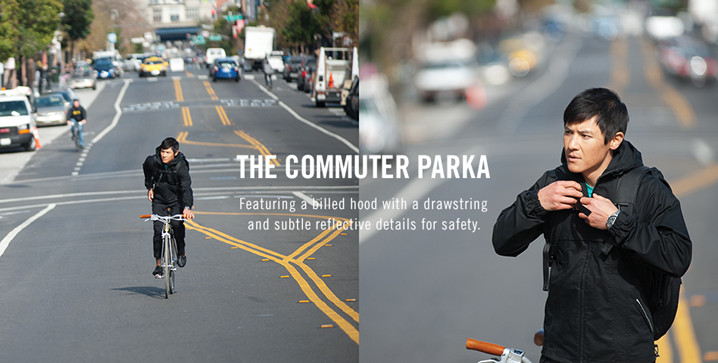 THE COMMUTER PARKA
Featuring a billed hood with a drawstring
and subtle reflective details for safety.